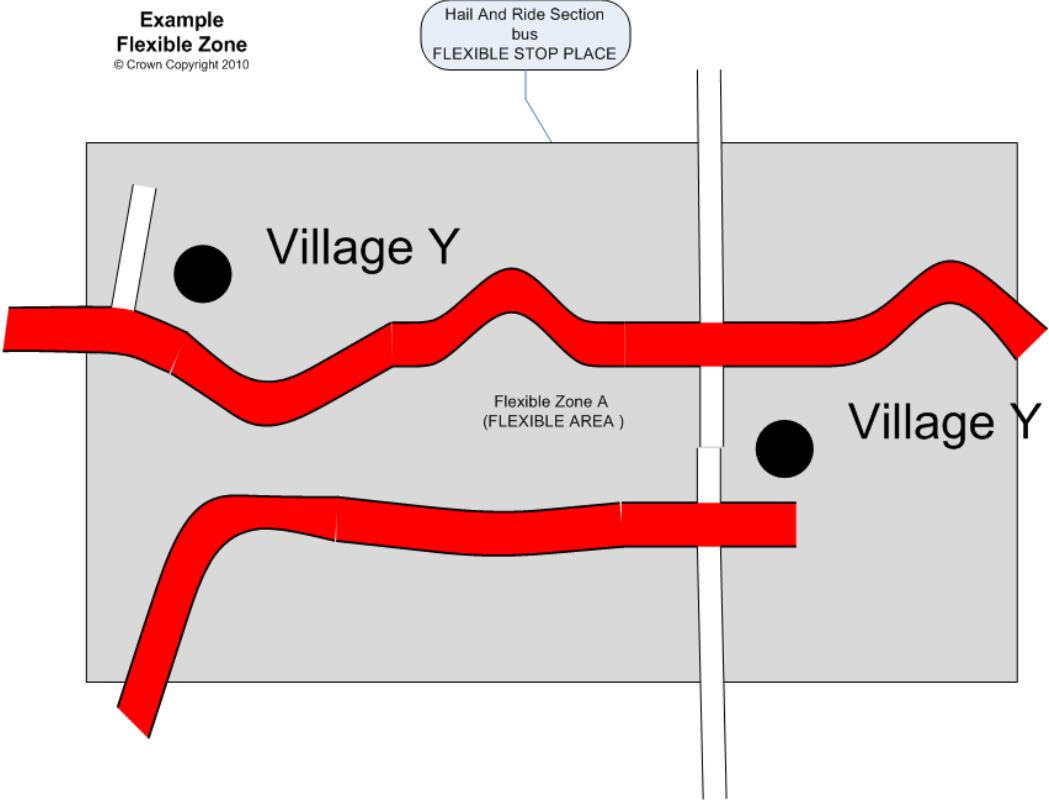 Example
Flexible Zone
© Crown Copyright 2010
Hail And Ride Section
bus
FLEXIBLE STOP PLACE
Village Y
Flexible Zone A
(FLEXIBLE AREA )
Village Y